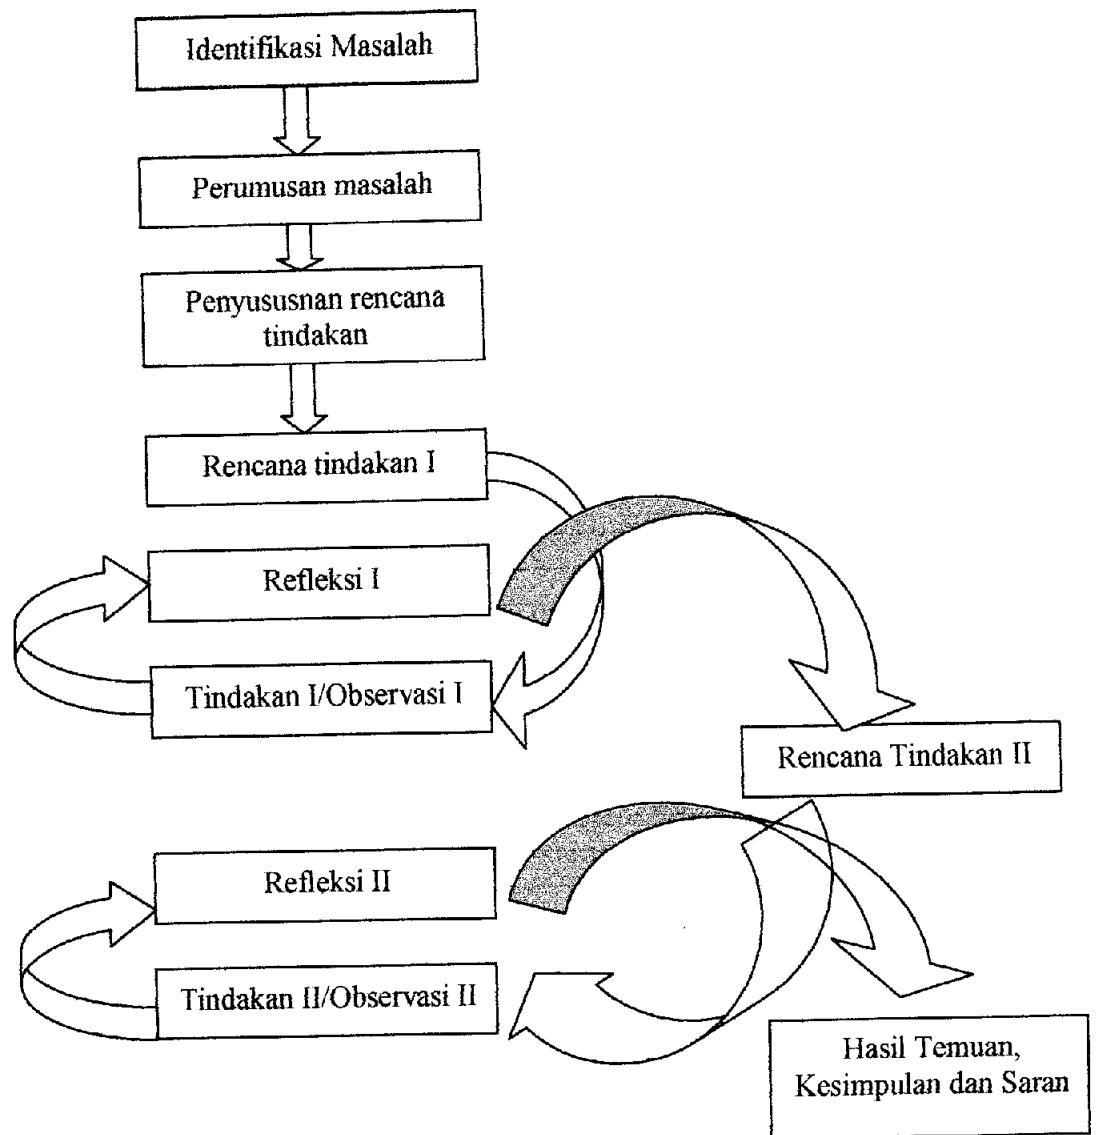 Identifikasi Masalah
Perumusan masalah
Penyususnan rencana
tindakan
Rencana tindakan I
Refleksi I
Tindakan I/Observasi I
Rencana Tindakan II
Refleksi II
Tindakan II/Observasi II
Hasil Temuan,
Kesimpulan dan Saran